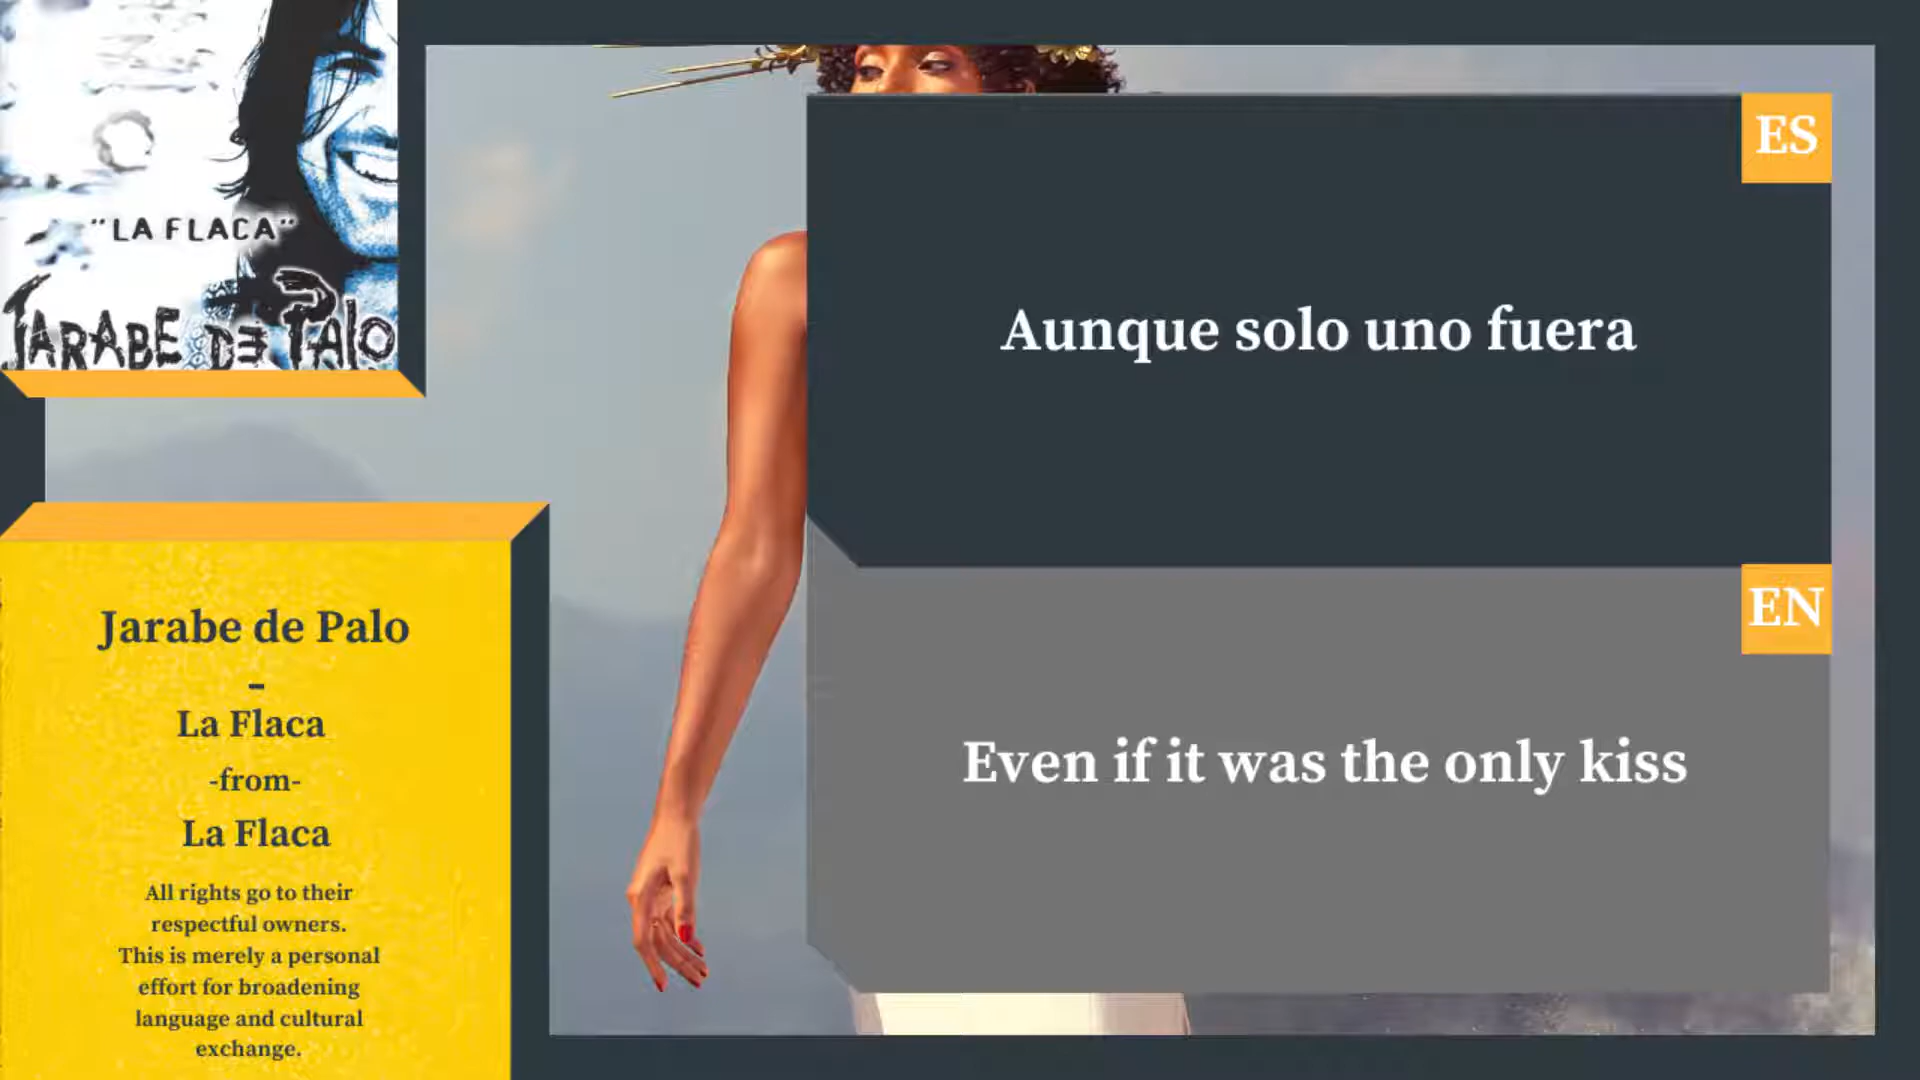 "LA FLACA"
JARABE DE PALO
ES
Aunque solo uno fuera
EN
Even if it was the only kiss
Jarabe de Palo
-
La Flaca
-from-
La Flaca
All rights go to their
respectful owners.
This is merely a personal
effort for broadening
language and cultural
exchange.